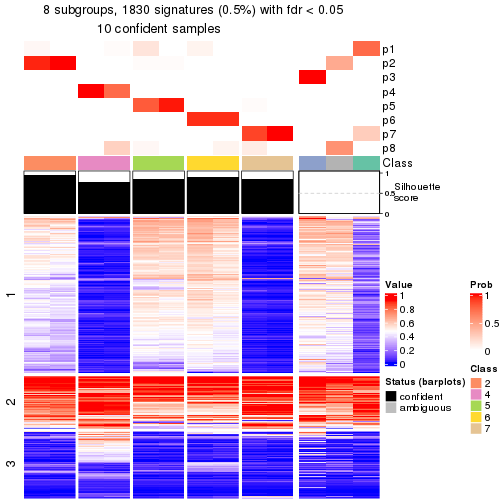 8 subgroups, 1830 signatures (0.5%) with fdr < 0.05
10 confident samples
p1
p2
p3
p4
p5
p6
p7
p8
Class
1
0.5
0
Silhouette
score
1
2
3
Value
1
0.8
0.6
0.4
0.2
0
Prob
1
0.5
0
Status (barplots)
confident
ambiguous
Class
2
4
5
6
7